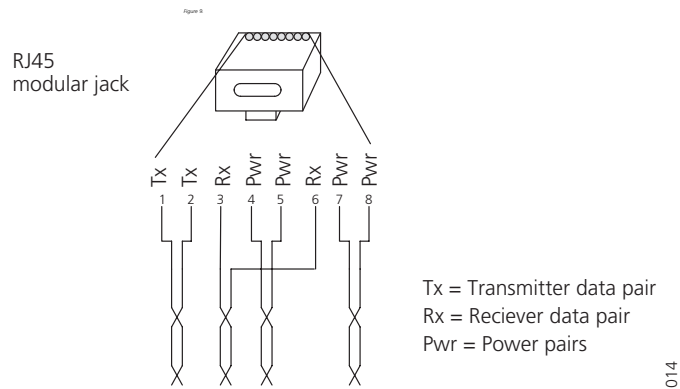 Figure 9
RJ45
modular jack
Tx Tx Rx Pwr Pwr Rx Pwr Pwr
1 2 3 4 5 6 7 8
Tx = Transmitter data pair
Rx = Reciever data pair
Pwr = Power pairs
014